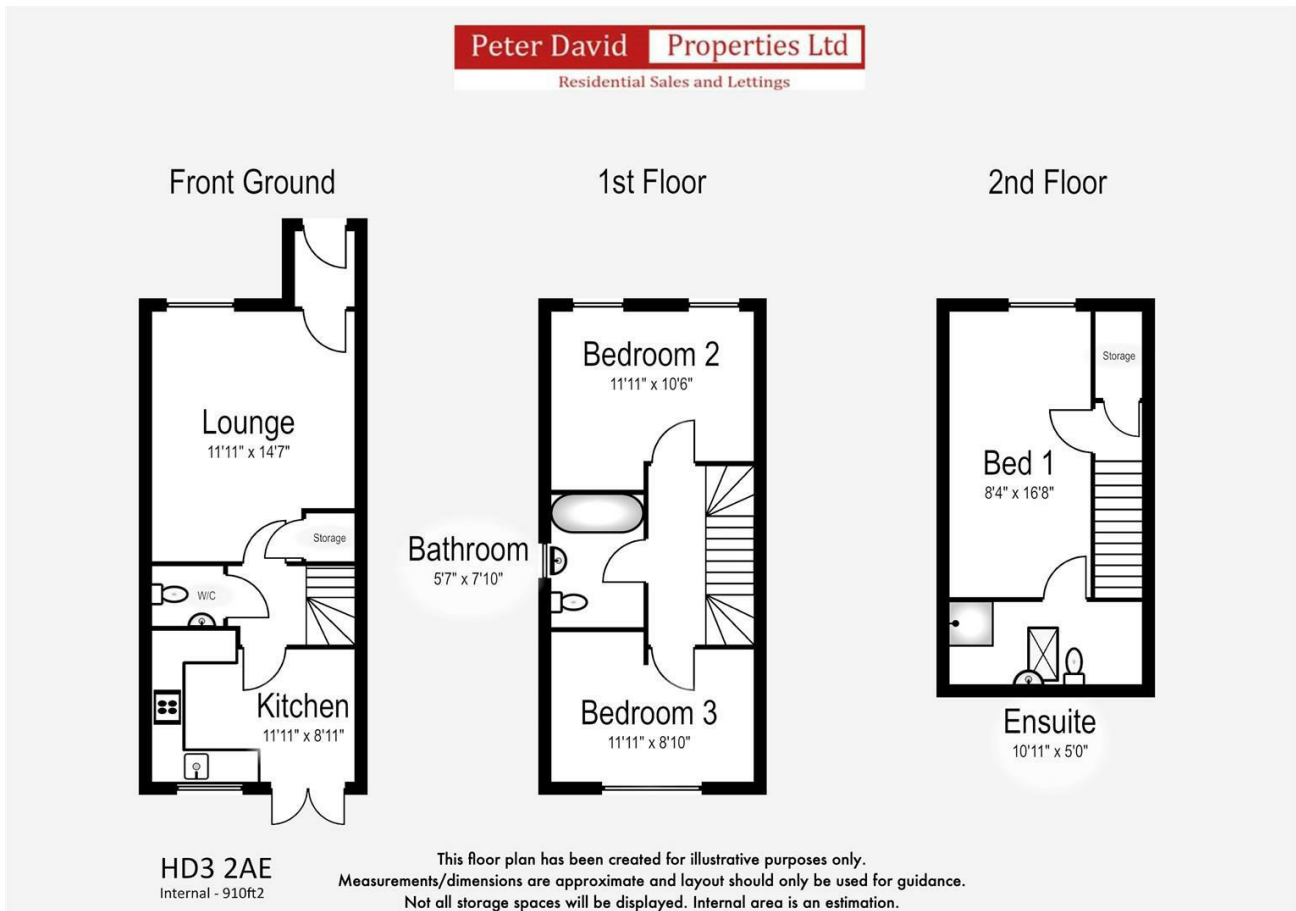 Peter David Properties Ltd
Residential Sales and Lettings
Front Ground
1st Floor
2nd Floor
Lounge
11'11" x 14'7"
Storage
W/C
Kitchen
11'11" x 8'11"
Bedroom 2
11'11" x 10'6"
Bathroom
5'7" x 7'10"
Bedroom 3
11'11" x 8'10"
Storage
Bed 1
8'4" x 16'8"
Ensuite
10'11" x 5'0"
HD3 2AE
Internal - 910ft2
This floor plan has been created for illustrative purposes only.
Measurements/dimensions are approximate and layout should only be used for guidance.
Not all storage spaces will be displayed. Internal area is an estimation.